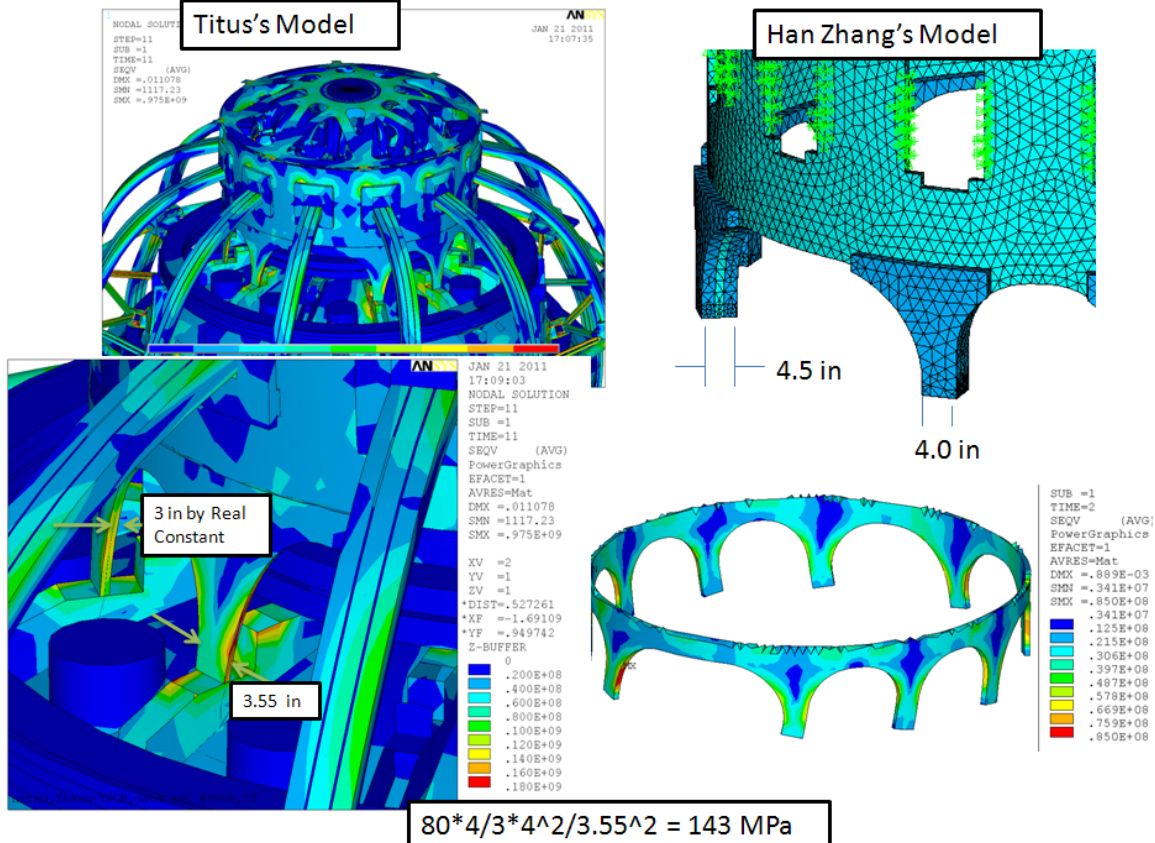 1
NODAL SOLUTI
STEP=11
SUB =1
TIME=11
SEQV (AVG)
DMX =.011078
SMN =1117.23
SMX =.975E+09
Titus's Model
AN
JAN 21 2011
17:07:35
Han Zhang's Model
4.5 in
4.0 in
ANSYS
JAN 21 2011
17:09:03
NODAL SOLUTION
STEP=11
SUB =1
TIME=11
SEQV (AVG)
PowerGraphics
EFACET=1
AVRES=Mat
DMX =.011078
SMN =1117.23
SMX =.975E+09
XV =2
YV =1
ZV =1
*DIST=.527261
*XF =-1.69109
*YF =.949742
Z-BUFFER
0
.200E+08
.400E+08
.600E+08
.800E+08
.100E+09
.120E+09
.140E+09
.160E+09
.180E+09
3 in by Real
Constant
3.55 in
MX
SUB =1
TIME=2
SEQV (AVG)
PowerGraphics
EFACET=1
AVRES=Mat
DMX =.889E-03
SMN =.341E+07
SMX =.850E+08
.341E+07
.125E+08
.215E+08
.306E+08
.397E+08
.487E+08
.578E+08
.669E+08
.759E+08
.850E+08
80*4/3*4^2/3.55^2 = 143 MPa